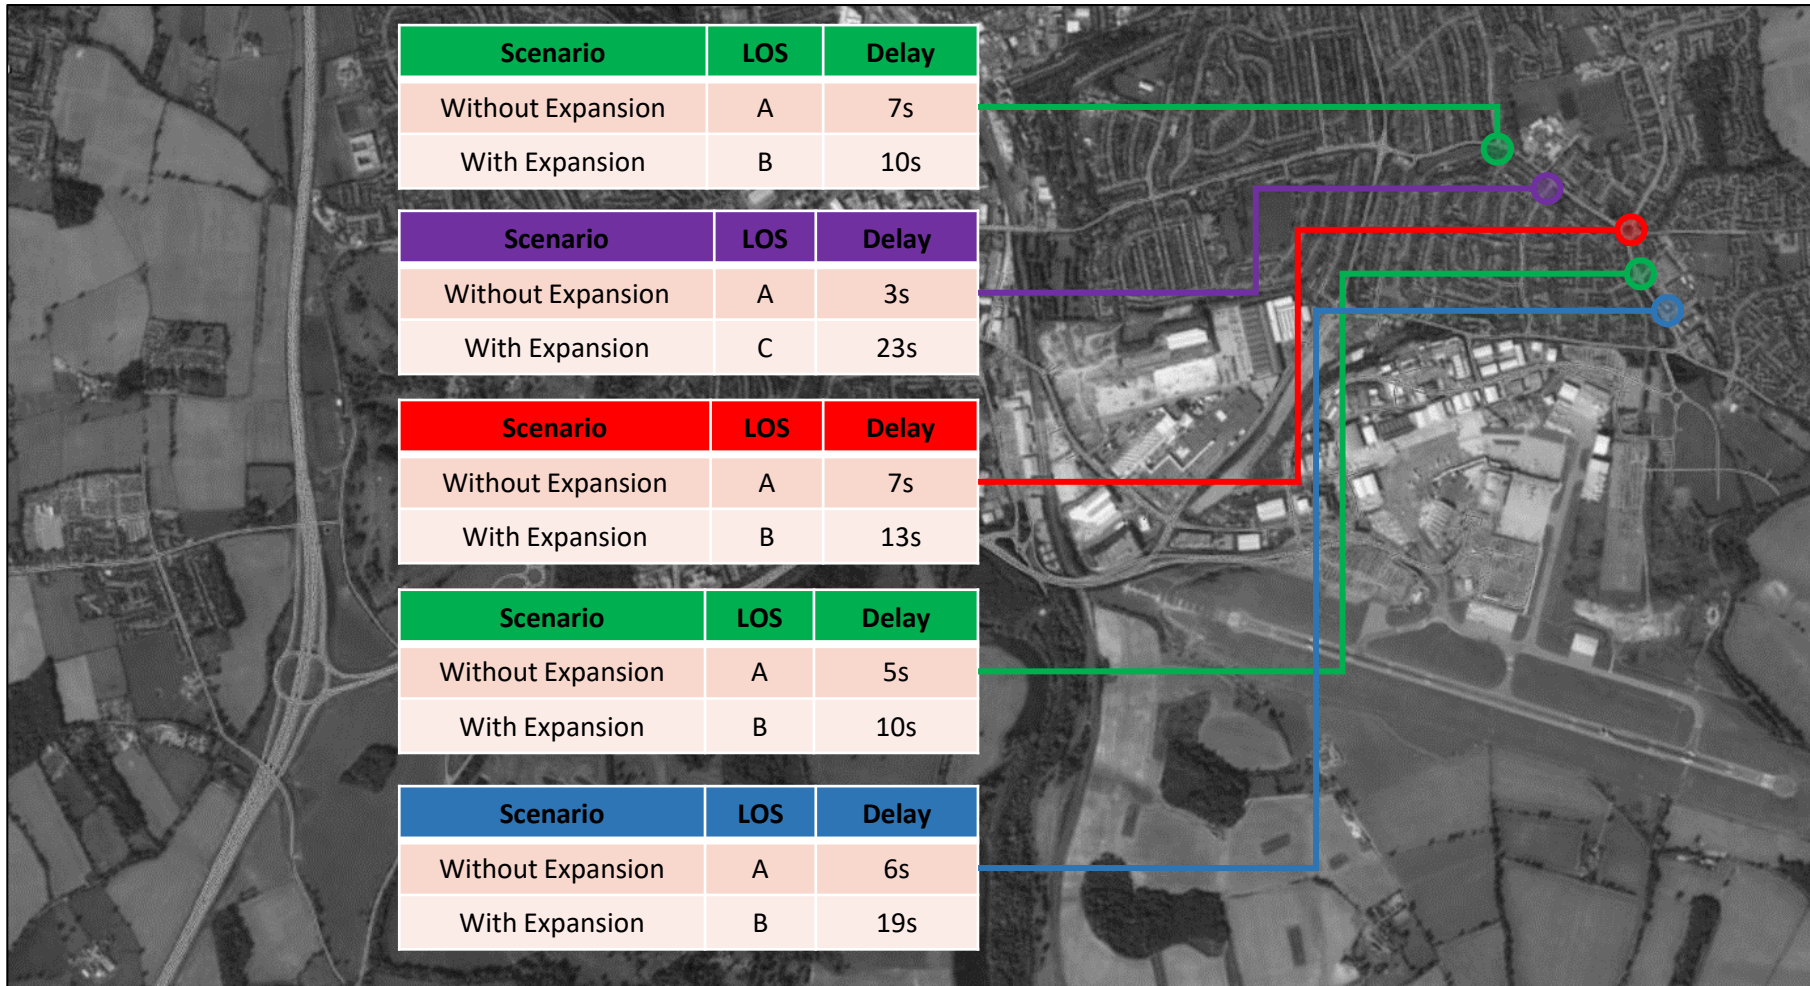 Scenario LOS Delay
Without Expansion A 7s
With Expansion B 10s
Scenario LOS Delay
Without Expansion A 3s
With Expansion C 23s
Scenario LOS Delay
Without Expansion A 7s
With Expansion B 13s
Scenario LOS Delay
Without Expansion A 5s
With Expansion B 10s
Scenario LOS Delay
Without Expansion A 6s
With Expansion B 19s